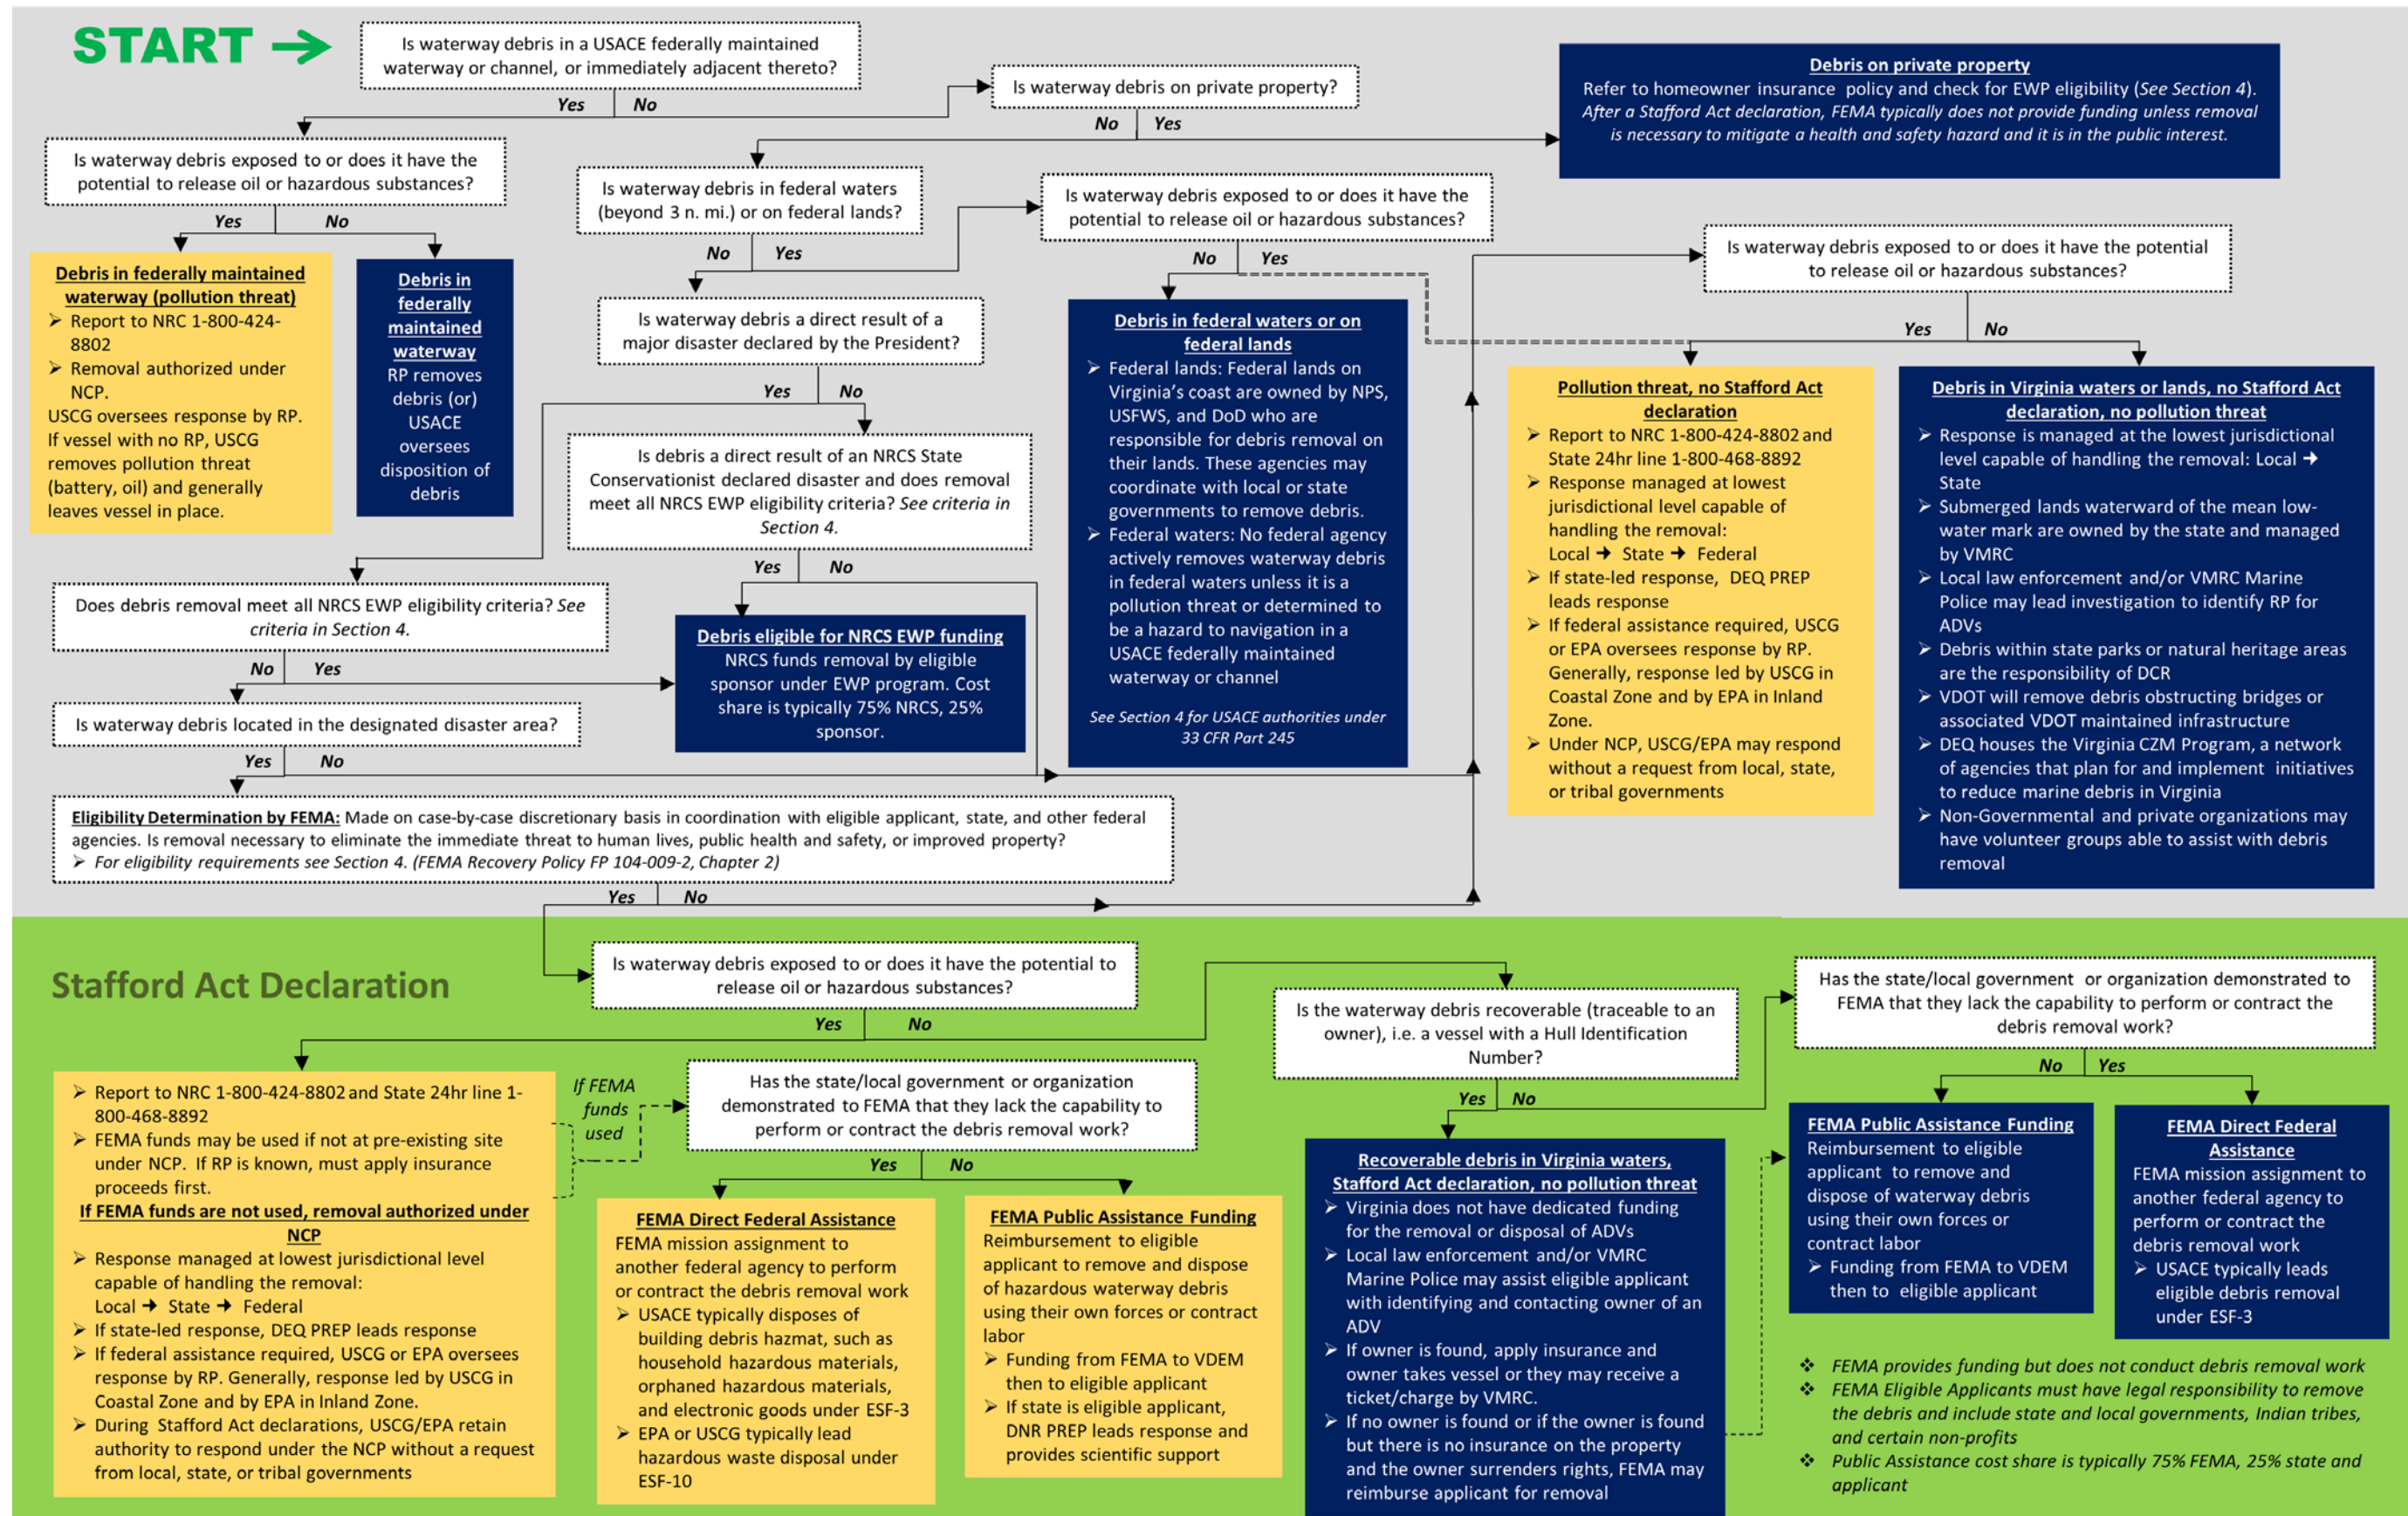 START →
Is waterway debris in a USACE federally maintained
waterway or channel, or immediately adjacent thereto?
Yes
No
Is waterway debris on private property?
No
Yes
Debris on private property
Refer to homeowner insurance policy and check for EWP eligibility (See Section 4).
After a Stafford Act declaration, FEMA typically does not provide funding unless removal
is necessary to mitigate a health and safety hazard and it is in the public interest.
Is waterway debris exposed to or does it have the
potential to release oil or hazardous substances?
Yes
No
Debris in federally maintained
waterway (pollution threat)
➢ Report to NRC 1-800-424-
8802
➢ Removal authorized under
NCP.
USCG oversees response by RP.
If vessel with no RP, USCG
removes pollution threat
(battery, oil) and generally
leaves vessel in place.
Debris in
federally
maintained
waterway
RP removes
debris (or)
USACE
oversees
disposition of
debris
Is waterway debris in federal waters
(beyond 3 n. mi.) or on federal lands?
No
Yes
Is waterway debris exposed to or does it have the
potential to release oil or hazardous substances?
No
Yes
Debris in federal waters or on
federal lands
➢ Federal lands: Federal lands on
Virginia's coast are owned by NPS,
USFWS, and DoD who are
responsible for debris removal on
their lands. These agencies may
coordinate with local or state
governments to remove debris.
➢ Federal waters: No federal agency
actively removes waterway debris
in federal waters unless it is a
pollution threat or determined to
be a hazard to navigation in a
USACE federally maintained
waterway or channel
See Section 4 for USACE authorities under
33 CFR Part 245
Is waterway debris a direct result of a
major disaster declared by the President?
Yes
No
Is debris a direct result of an NRCS State
Conservationist declared disaster and does removal
meet all NRCS EWP eligibility criteria? See criteria in
Section 4.
Yes
No
Does debris removal meet all NRCS EWP eligibility criteria? See
criteria in Section 4.
No
Yes
Debris eligible for NRCS EWP funding
NRCS funds removal by eligible
sponsor under EWP program. Cost
share is typically 75% NRCS, 25%
sponsor.
Is waterway debris located in the designated disaster area?
Yes
No
Eligibility Determination by FEMA: Made on case-by-case discretionary basis in coordination with eligible applicant, state, and other federal
agencies. Is removal necessary to eliminate the immediate threat to human lives, public health and safety, or improved property?
➢ For eligibility requirements see Section 4. (FEMA Recovery Policy FP 104-009-2, Chapter 2)
Yes
No
Is waterway debris exposed to or does it have the potential
to release oil or hazardous substances?
Yes
No
Pollution threat, no Stafford Act
declaration
➢ Report to NRC 1-800-424-8802 and
State 24hr line 1-800-468-8892
➢ Response managed at lowest
jurisdictional level capable of
handling the removal:
Local → State → Federal
➢ If state-led response, DEQ PREP
leads response
➢ If federal assistance required, USCG
or EPA oversees response by RP.
Generally, response led by USCG in
Coastal Zone and by EPA in Inland
Zone.
➢ Under NCP, USCG/EPA may respond
without a request from local, state,
or tribal governments
Debris in Virginia waters or lands, no Stafford Act
declaration, no pollution threat
➢ Response is managed at the lowest jurisdictional
level capable of handling the removal: Local →
State
➢ Submerged lands waterward of the mean low-
water mark are owned by the state and managed
by VMRC
➢ Local law enforcement and/or VMRC Marine
Police may lead investigation to identify RP for
ADVs
➢ Debris within state parks or natural heritage areas
are the responsibility of DCR
➢ VDOT will remove debris obstructing bridges or
associated VDOT maintained infrastructure
➢ DEQ houses the Virginia CZM Program, a network
of agencies that plan for and implement initiatives
to reduce marine debris in Virginia
➢ Non-Governmental and private organizations may
have volunteer groups able to assist with debris
removal
Stafford Act Declaration
Is waterway debris exposed to or does it have the potential to
release oil or hazardous substances?
Yes
No
➢ Report to NRC 1-800-424-8802 and State 24hr line 1-
800-468-8892
➢ FEMA funds may be used if not at pre-existing site
under NCP. If RP is known, must apply insurance
proceeds first.
If FEMA funds are not used, removal authorized under
NCP
➢ Response managed at lowest jurisdictional level
capable of handling the removal:
Local → State → Federal
➢ If state-led response, DEQ PREP leads response
➢ If federal assistance required, USCG or EPA oversees
response by RP. Generally, response led by USCG in
Coastal Zone and by EPA in Inland Zone.
➢ During Stafford Act declarations, USCG/EPA retain
authority to respond under the NCP without a request
from local, state, or tribal governments
If FEMA
funds
used
Has the state/local government or organization
demonstrated to FEMA that they lack the capability to
perform or contract the debris removal work?
Yes
No
FEMA Direct Federal Assistance
FEMA mission assignment to
another federal agency to perform
or contract the debris removal work
➢ USACE typically disposes of
building debris hazmat, such as
household hazardous materials,
orphaned hazardous materials,
and electronic goods under ESF-3
➢ EPA or USCG typically lead
hazardous waste disposal under
ESF-10
FEMA Public Assistance Funding
Reimbursement to eligible
applicant to remove and dispose
of hazardous waterway debris
using their own forces or contract
labor
➢ Funding from FEMA to VDEM
then to eligible applicant
➢ If state is eligible applicant,
DNR PREP leads response and
provides scientific support
Is the waterway debris recoverable (traceable to an
owner), i.e. a vessel with a Hull Identification
Number?
Yes
No
Recoverable debris in Virginia waters,
Stafford Act declaration, no pollution threat
➢ Virginia does not have dedicated funding
for the removal or disposal of ADVs
➢ Local law enforcement and/or VMRC
Marine Police may assist eligible applicant
with identifying and contacting owner of an
ADV
➢ If owner is found, apply insurance and
owner takes vessel or they may receive a
ticket/charge by VMRC.
➢ If no owner is found or if the owner is found
but there is no insurance on the property
and the owner surrenders rights, FEMA may
reimburse applicant for removal
Has the state/local government or organization demonstrated to
FEMA that they lack the capability to perform or contract the
debris removal work?
No
Yes
FEMA Public Assistance Funding
Reimbursement to eligible
applicant to remove and
dispose of waterway debris
using their own forces or
contract labor
➢ Funding from FEMA to VDEM
then to eligible applicant
FEMA Direct Federal
Assistance
FEMA mission assignment to
another federal agency to
perform or contract the
debris removal work
➢ USACE typically leads
eligible debris removal
under ESF-3
❖ FEMA provides funding but does not conduct debris removal work
❖ FEMA Eligible Applicants must have legal responsibility to remove
the debris and include state and local governments, Indian tribes,
and certain non-profits
❖ Public Assistance cost share is typically 75% FEMA, 25% state and
applicant